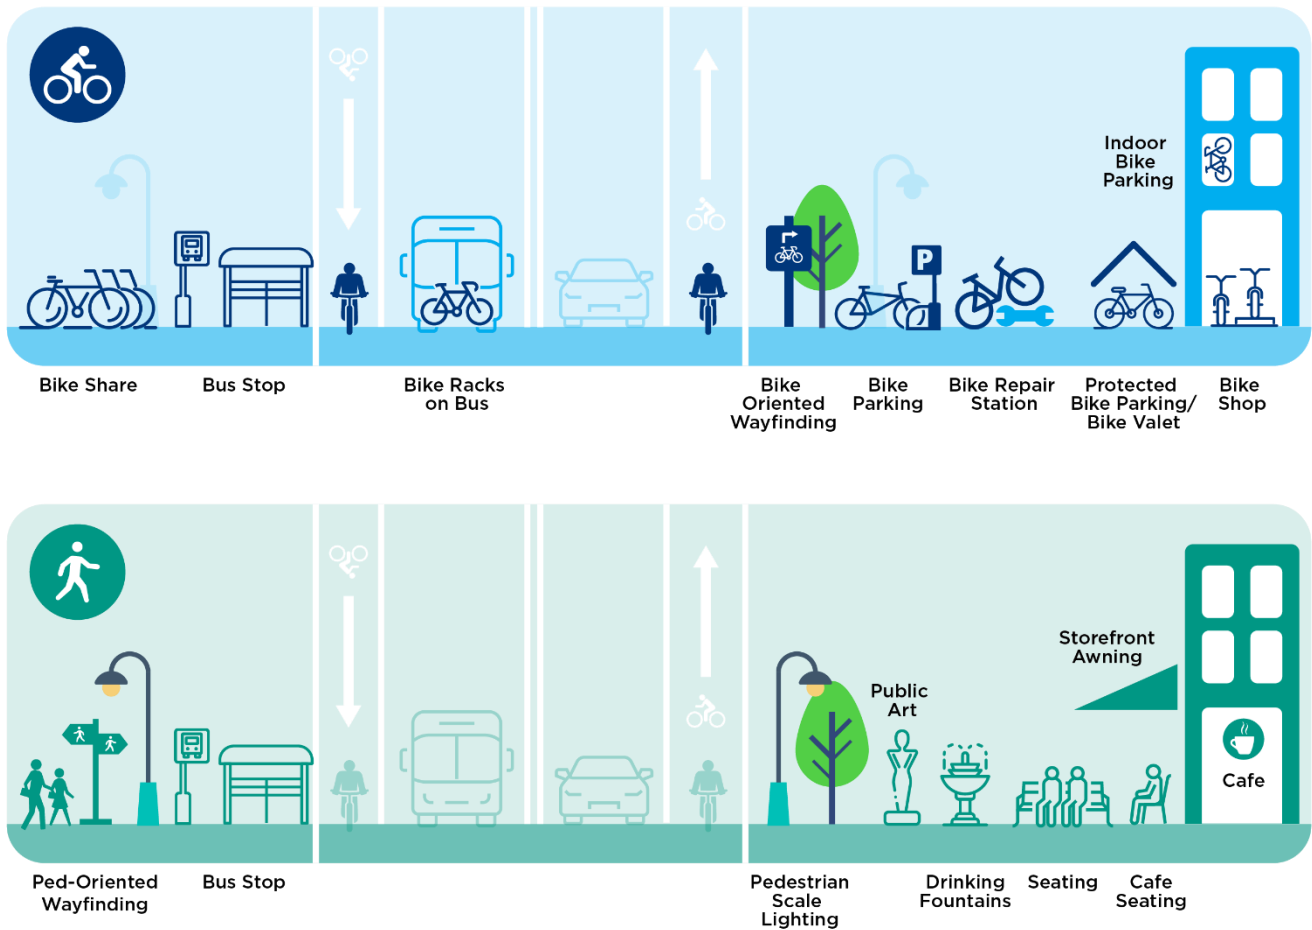 Indoor
Bike
Parking
P
Bike Share
Bus Stop
Bike Racks
on Bus
Bike
Oriented
Wayfinding
Bike
Parking
Bike Repair
Station
Protected
Bike Parking/
Bike Valet
Bike
Shop
Storefront
Awning
Public
Art
Cafe
Ped-Oriented
Wayfinding
Bus Stop
Pedestrian
Scale
Lighting
Drinking
Fountains
Seating
Cafe
Seating